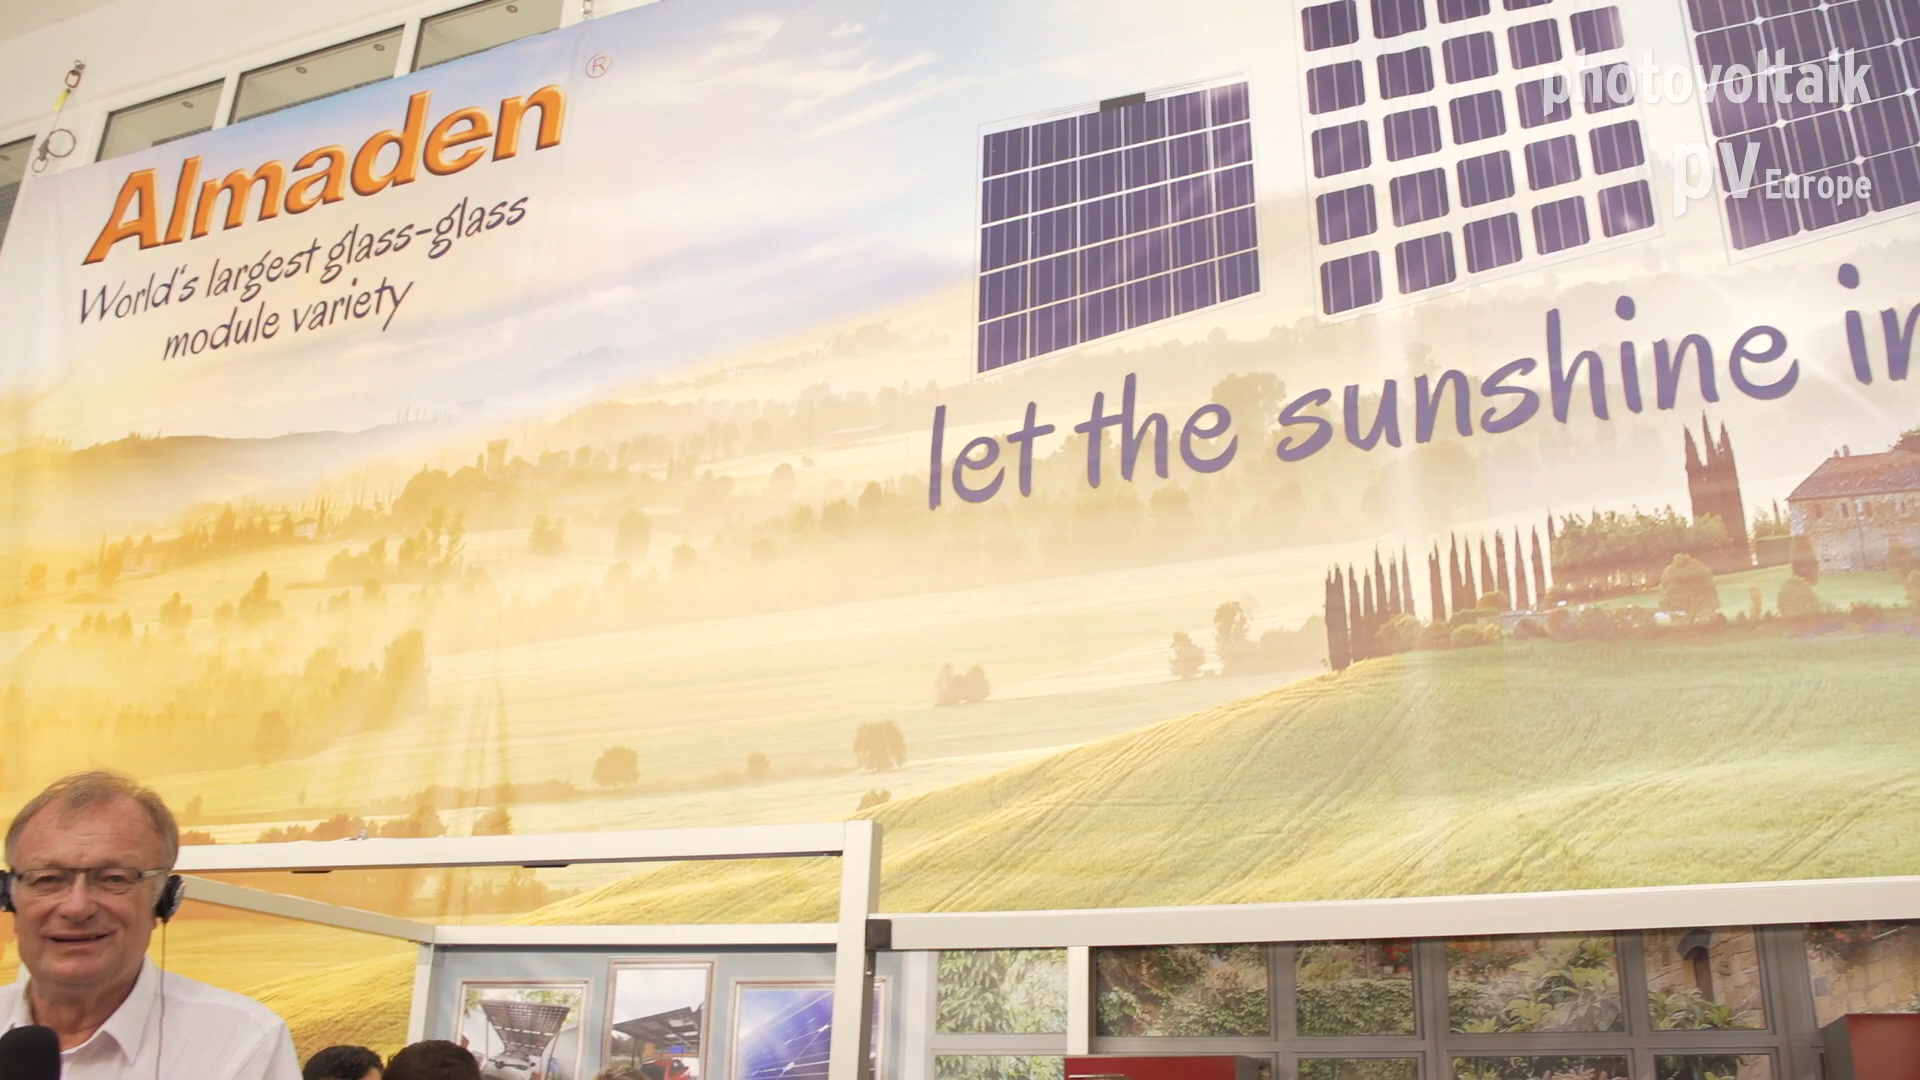 Almaden ®
World's largest glass-glass
module variety
let the sunshine in
photovoltaik
pv Europe